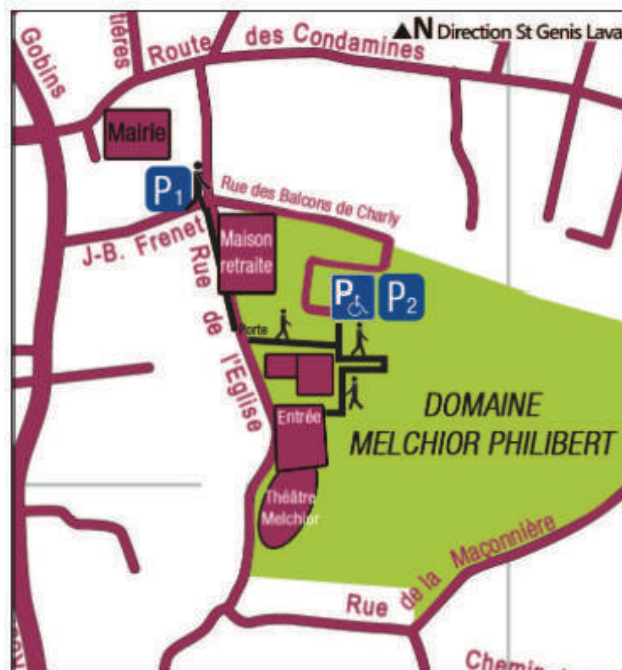 ▲N Direction St Genis Lava
Gobins
tières
Route des Condamines
Mairie
P1
Rue des Balcons de Charly
J-B. Frenet
Maison
retraite
Rue de l'Eglise
P
P2
Porte
DOMAINE
MELCHIOR PHILIBERT
Entrée
Théâtre
Melchior
Rue de la Maçonnière
Chemin